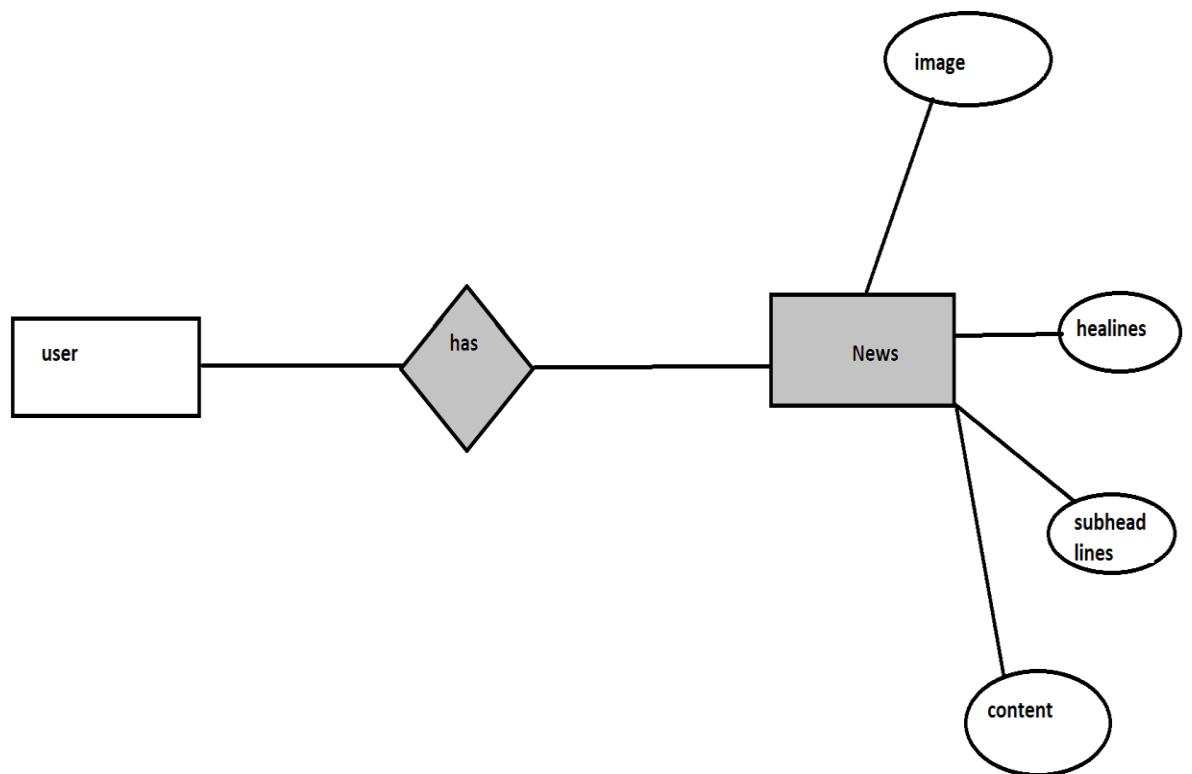 image
user
has
News
healines
subhead
lines
content